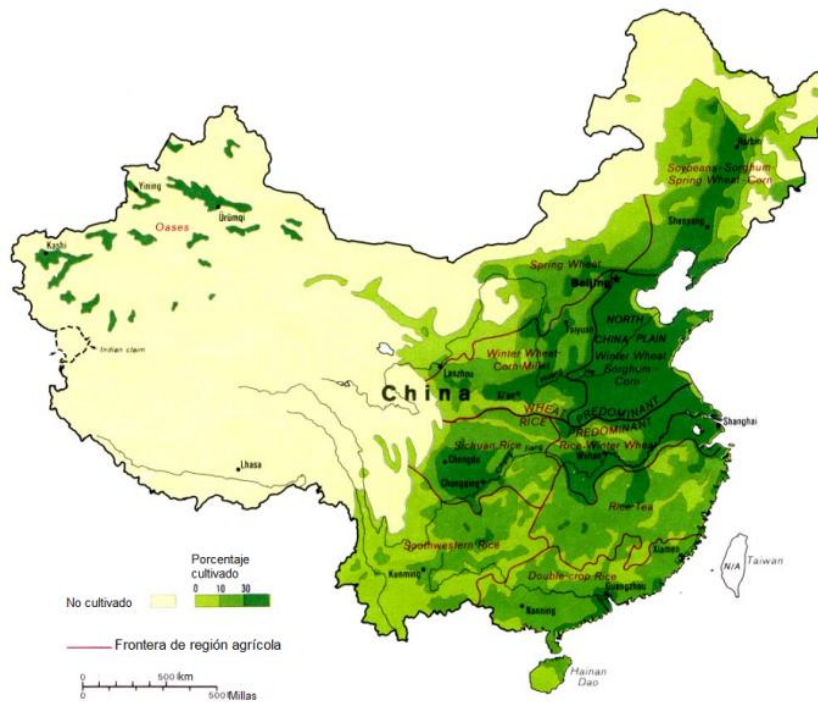 Harbin
Soybeans-Sorghum-
Spring Wheat-Corn
Yining
Ürümqi
Oases
Kashi
Shenyang
Spring Wheat
Beijing
Indian claim
Taiyuan
NORTH
CHINA PLAIN
Winter Wheat
Sorghum
Corn
Winter Wheat-
Corn-Millet
Lanzhou
China
Xi'an
WHEAT PREDOMINANT
RICE PREDOMINANT
Shanghai
Sichuan Rice
Rice-Winter Wheat
Wuhan
Chengdu
Lhasa
Chongqing
Rice-Tea
Southwestern Rice
Xiamen
N/A
Taiwan
Kunming
Double-crop Rice
Guangzhou
Nanning
Hainan
Dao
Porcentaje
cultivado
No cultivado
0 10 30
Frontera de región agrícola
0 500 km
0 500 Millas